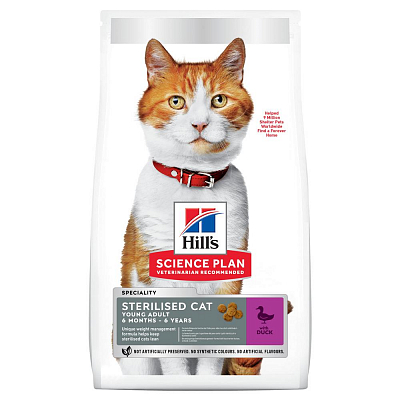 Helped
9 Million
Shelter Pets
Worldwide
Find a Forever
Home
Hill's
SCIENCE PLAN
VETERINARIAN RECOMMENDED
SPECIALITY
STERILISED CAT
YOUNG ADULT
6 MONTHS - 6 YEARS
Unique weight management
formula helps keep
sterilised cats lean
with
DUCK
NOT ARTIFICIALLY PRESERVED. NO SYNTHETIC COLOURS. NO ARTIFICIAL FLAVOURS.